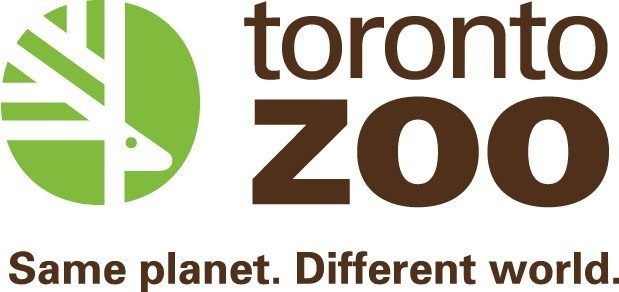 toronto
zoo
Same planet. Different world.